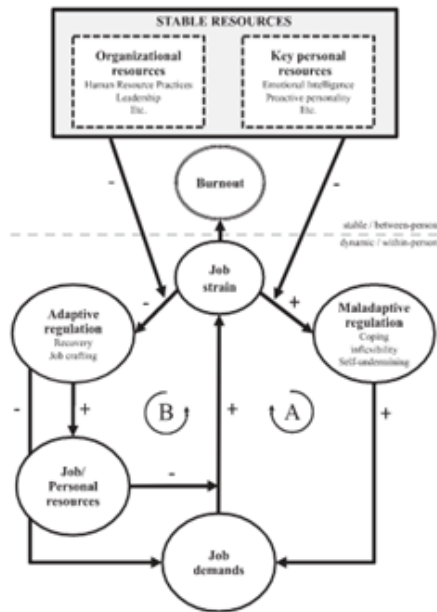 STABLE RESOURCES
Organizational
resources
Human Resource Practices
Leadership
Etc.
Key personal
resources
Emotional Intelligence
Proactive personality
Etc.
-
-
Burnout
stable / between-person
dynamic / within-person
Job
strain
-
+
Adaptive
regulation
Recovery
Job crafting
Maladaptive
regulation
Coping
inflexibility
Self-undermining
-
+
B
+
A
+
Job/
Personal
resources
-
Job
demands